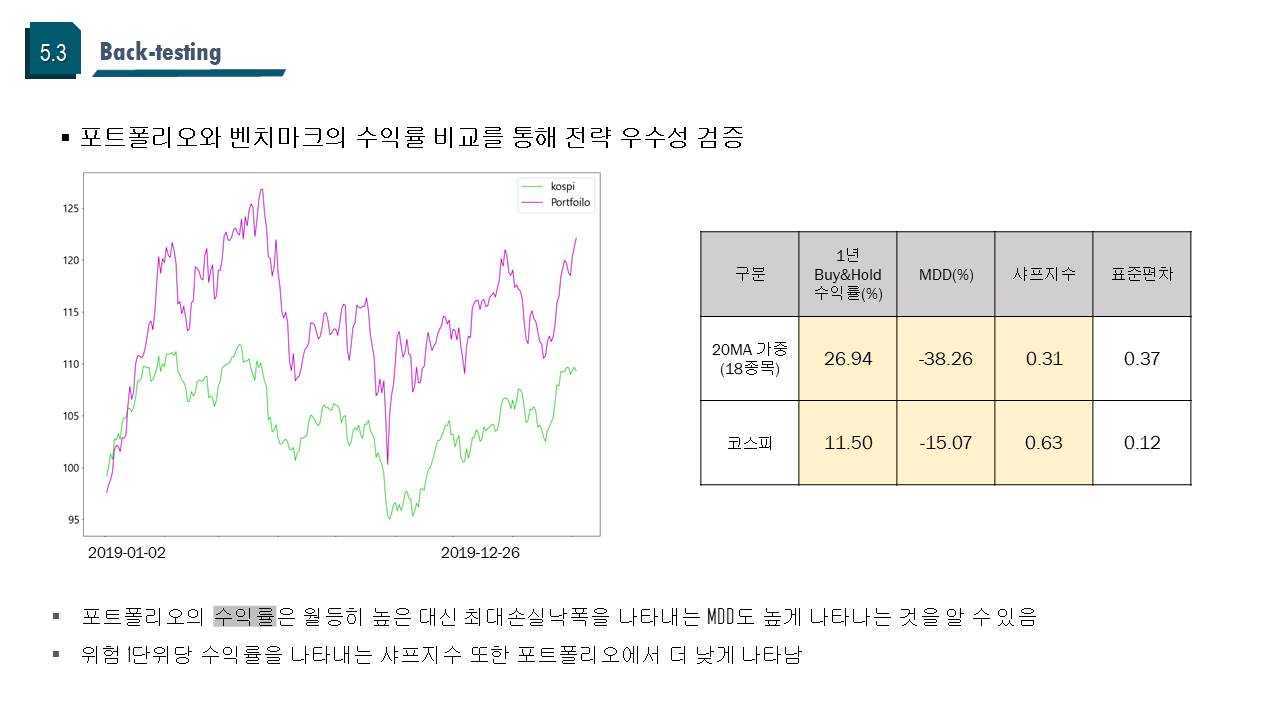 5.3
Back-testing
▪ 포트폴리오와 벤치마크의 수익률 비교를 통해 전략 우수성 검증
kospi
Portfoilo
125
120
115
110
105
100
95
2019-01-02 2019-12-26
구분 1년 Buy&Hold 수익률(%) MDD(%) 샤프지수 표준편차
20MA 가중 (18종목) 26.94 -38.26 0.31 0.37
코스피 11.50 -15.07 0.63 0.12
▪ 포트폴리오의 수익률은 월등히 높은 대신 최대손실낙폭을 나타내는 MDD도 높게 나타나는 것을 알 수 있음
▪ 위험 1단위당 수익률을 나타내는 샤프지수 또한 포트폴리오에서 더 낮게 나타남